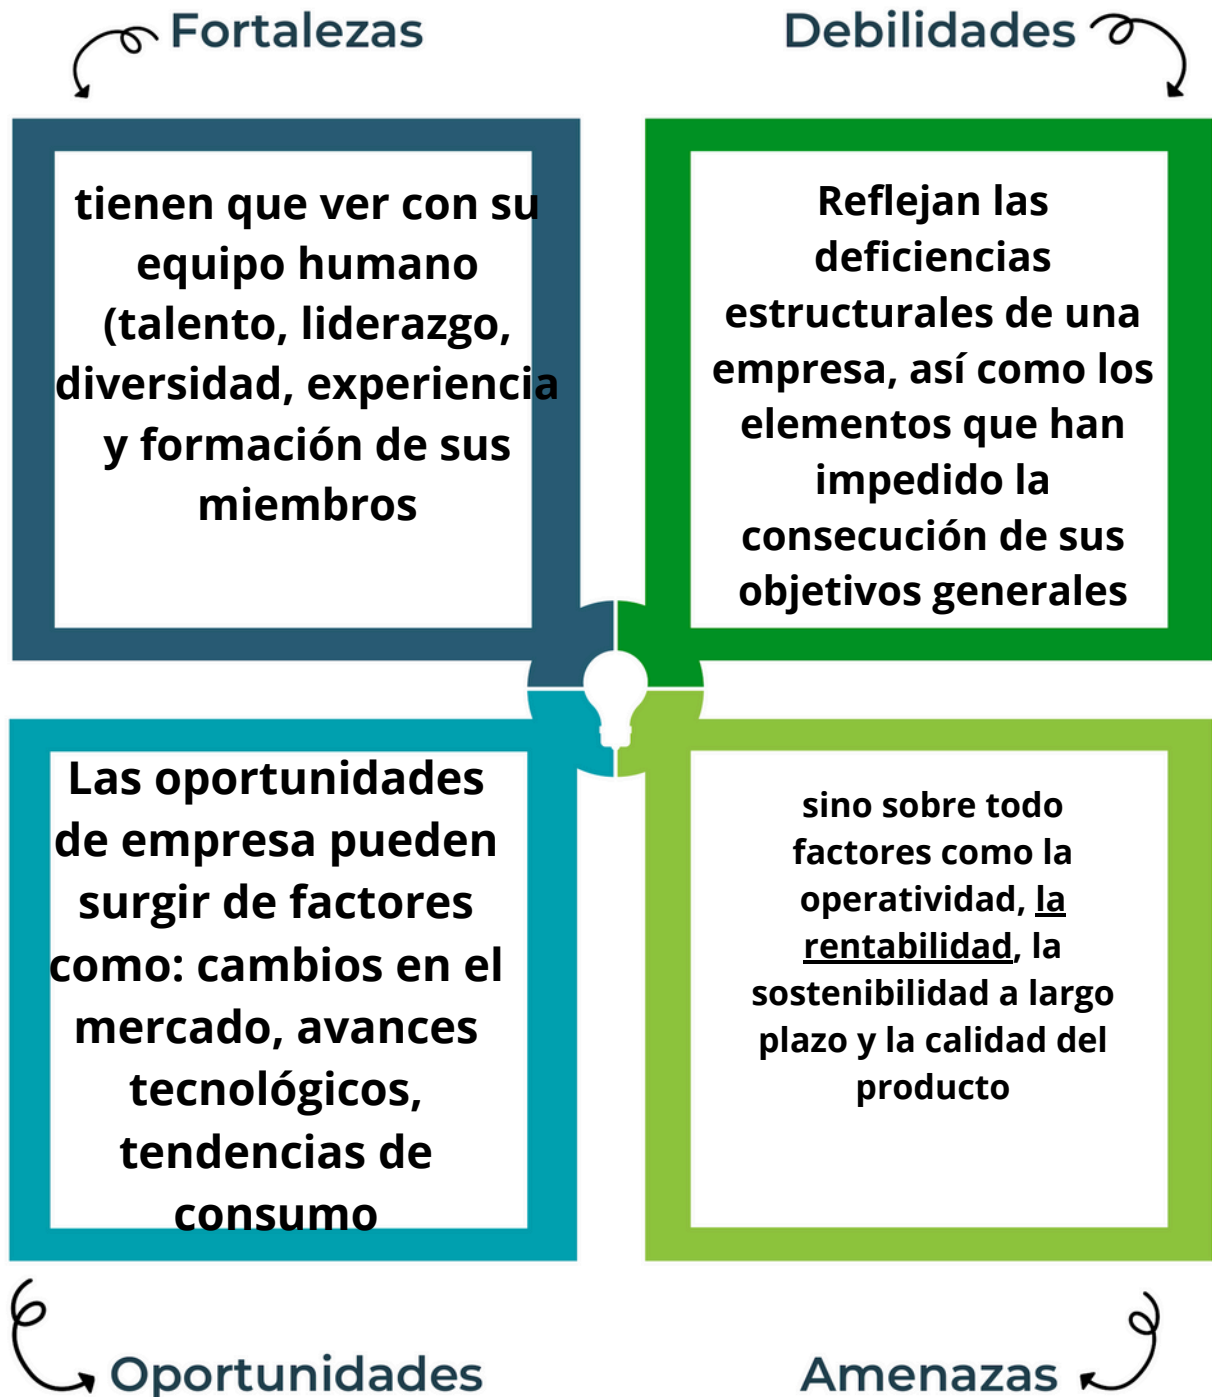 Fortalezas
tienen que ver con su
equipo humano
(talento, liderazgo,
diversidad, experiencia
y formación de sus
miembros
Debilidades
Reflejan las
deficiencias
estructurales de una
empresa, así como los
elementos que han
impedido la
consecución de sus
objetivos generales
Las oportunidades
de empresa pueden
surgir de factores
como: cambios en el
mercado, avances
tecnológicos,
tendencias de
consumo
Oportunidades
sino sobre todo
factores como la
operatividad, la
rentabilidad, la
sostenibilidad a largo
plazo y la calidad del
producto
Amenazas